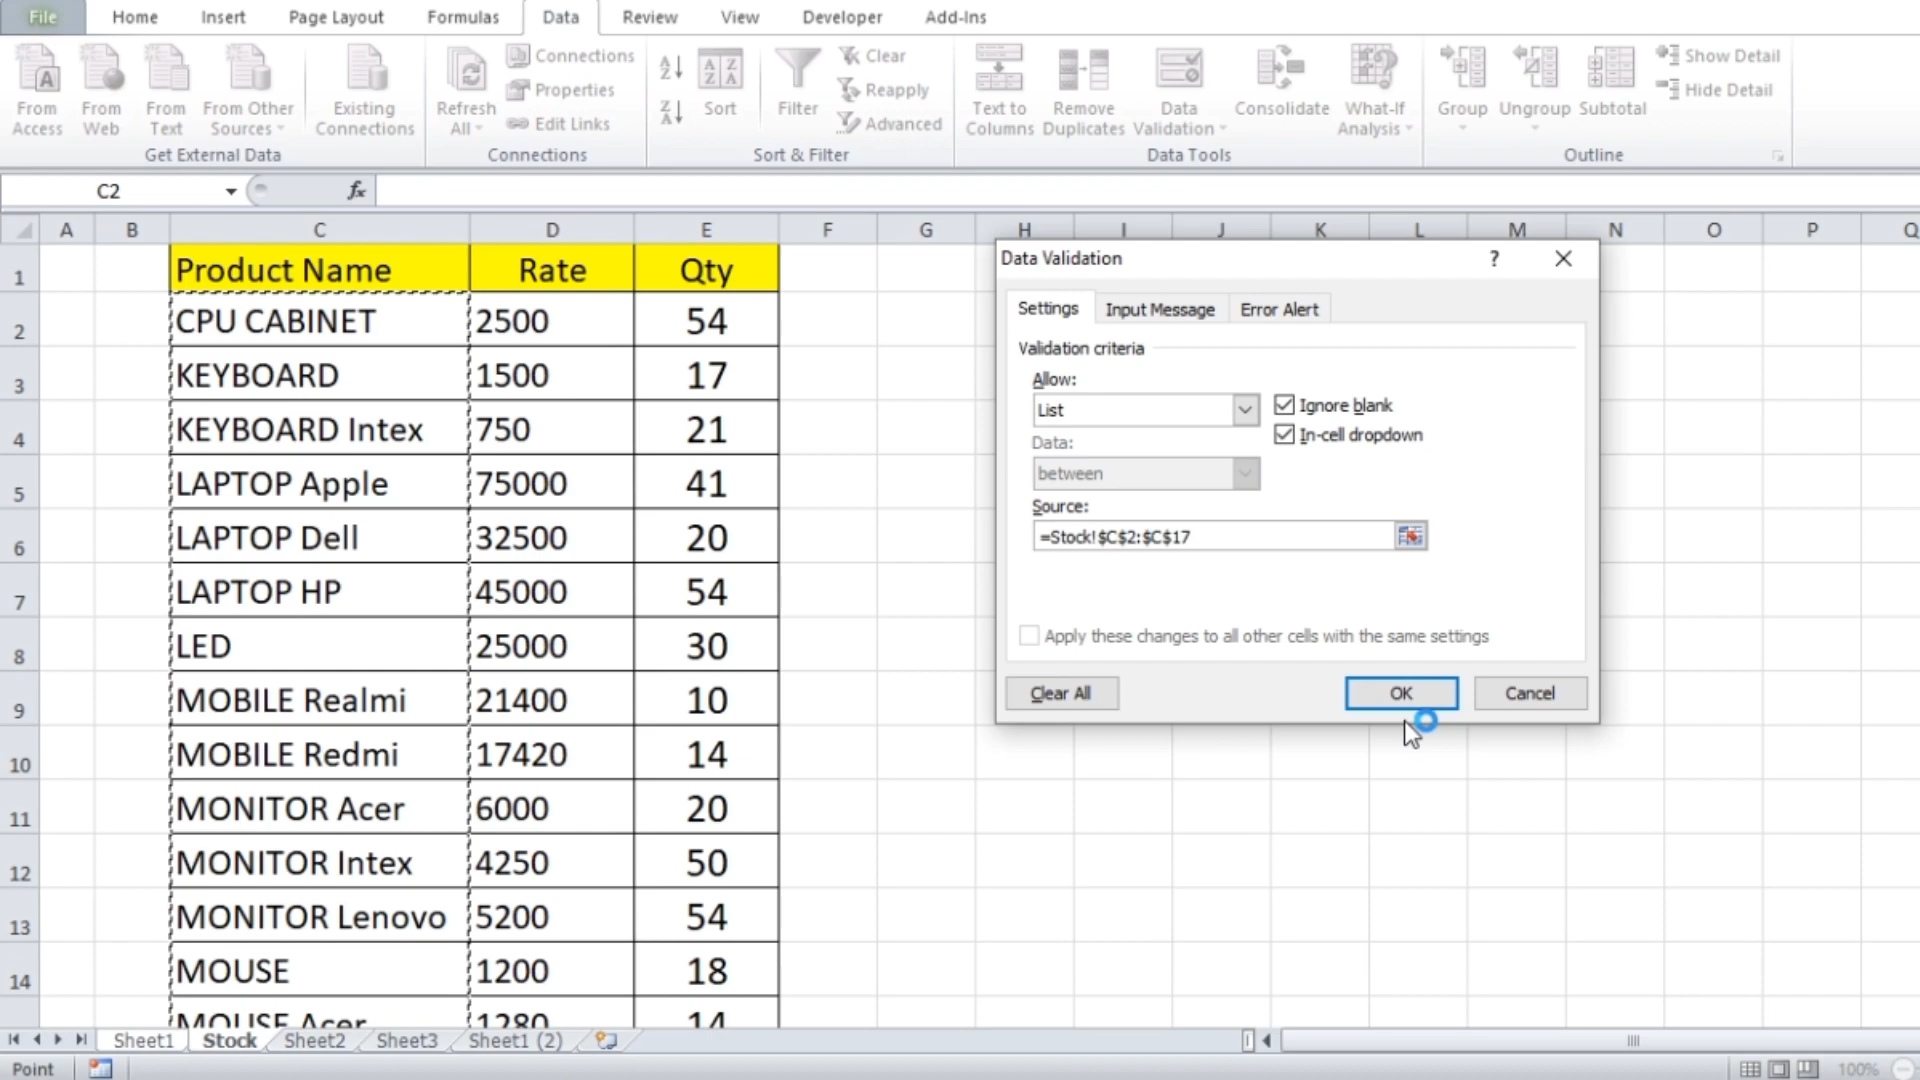 File Home Insert Page Layout Formulas Data Review View Developer Add-Ins
From Access
From Web
From Text
From Other Sources
Existing Connections
Get External Data
Refresh All
Connections
Properties
Edit Links
Connections
Sort
Filter
Clear
Reapply
Advanced
Sort & Filter
Text to Columns
Remove Duplicates
Data Validation
Consolidate
What-If Analysis
Data Tools
Group
Ungroup
Subtotal
Show Detail
Hide Detail
Outline
C2 fx
A B C D E F G H I J K L M N O P Q
1 Product Name Rate Qty
2 CPU CABINET 2500 54
3 KEYBOARD 1500 17
4 KEYBOARD Intex 750 21
5 LAPTOP Apple 75000 41
6 LAPTOP Dell 32500 20
7 LAPTOP HP 45000 54
8 LED 25000 30
9 MOBILE Realmi 21400 10
10 MOBILE Redmi 17420 14
11 MONITOR Acer 6000 20
12 MONITOR Intex 4250 50
13 MONITOR Lenovo 5200 54
14 MOUSE 1200 18
MOUSE Acer 1280 14
Data Validation ?
Settings Input Message Error Alert
Validation criteria
Allow:
List
Ignore blank
In-cell dropdown
Data:
between
Source:
=Stock!$C$2:$C$17
Apply these changes to all other cells with the same settings
Clear All OK Cancel
Sheet1 Stock Sheet2 Sheet3 Sheet1 (2)
Point 100%